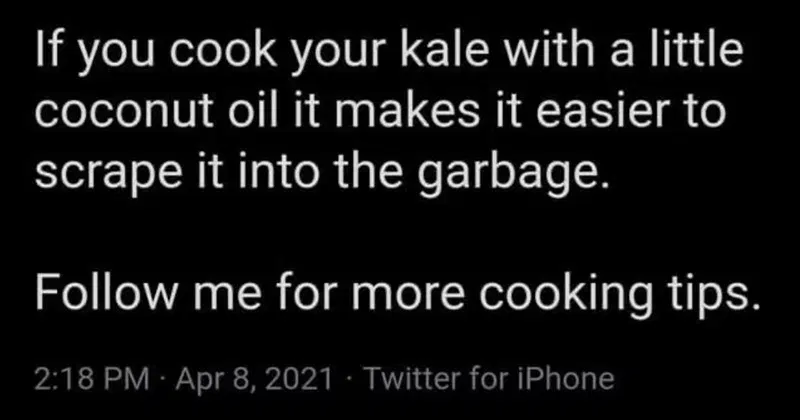 If you cook your kale with a little
coconut oil it makes it easier to
scrape it into the garbage.
Follow me for more cooking tips.
2:18 PM · Apr 8, 2021 · Twitter for iPhone